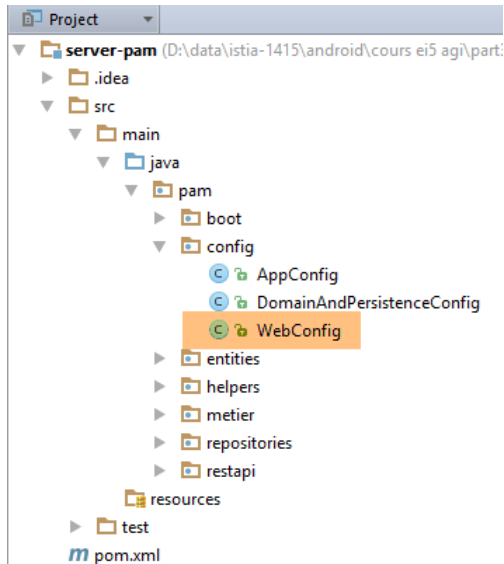 Project
server-pam (D:\data\istia-1415\android\cours ei5 agi\part3
.idea
src
main
java
pam
boot
config
C AppConfig
C DomainAndPersistenceConfig
C WebConfig
entities
helpers
metier
repositories
restapi
resources
test
m pom.xml